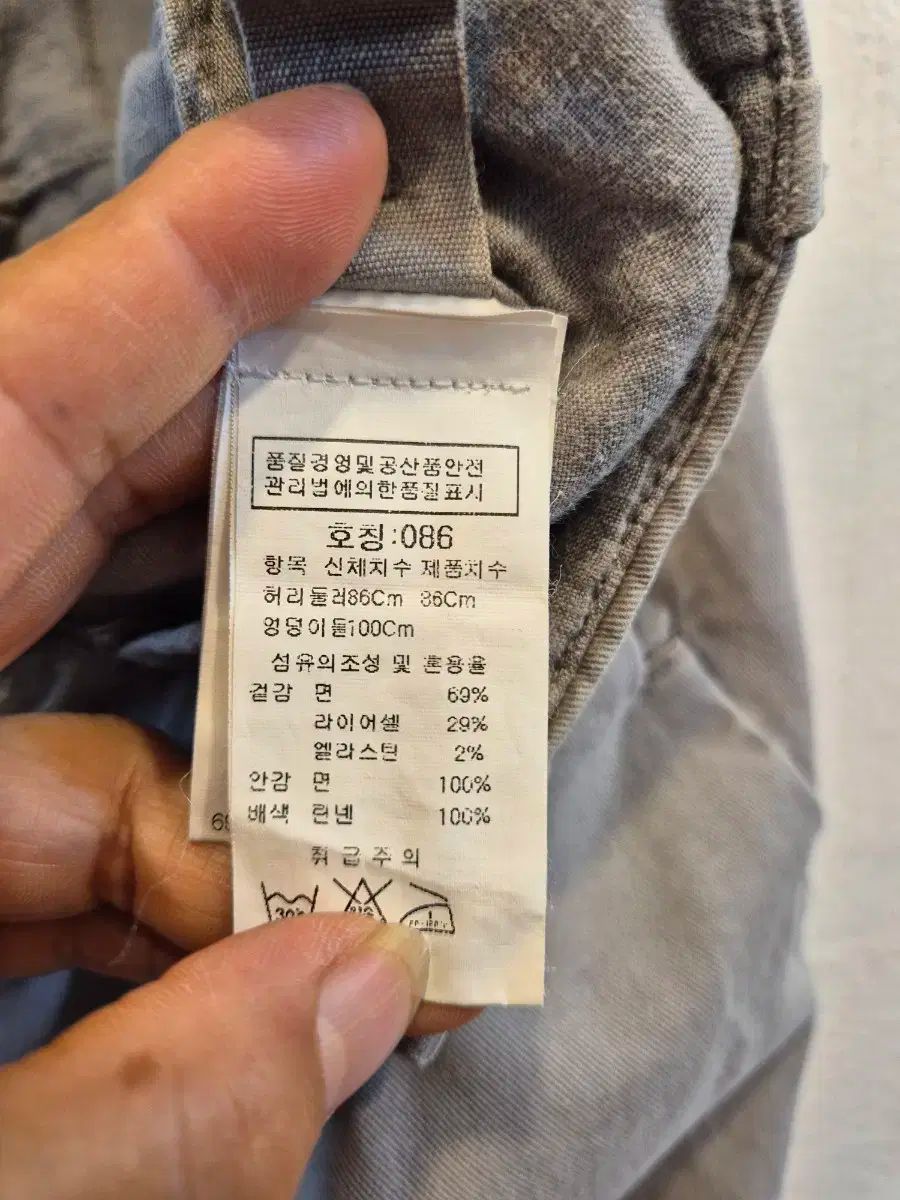 품질경영및공산품안전
관리법에의한품질표시
호칭:086
항목 신체치수 제품치수
허리둘러86Cm 86Cm
엉덩이둘100Cm
섬유의조성 및 혼용율
겉감 면 69%
라이어셀 29%
엘라스틴 2%
안감 면 100%
배색 린넨 100%
취급주의